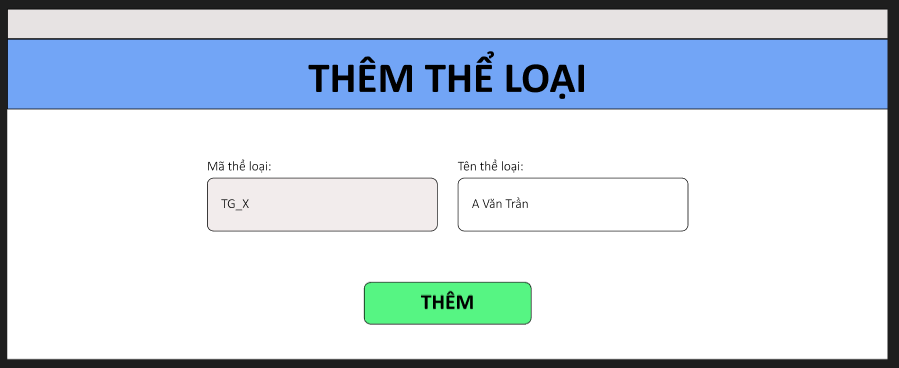 THÊM THỂ LOẠI
Mã thể loại:
Tên thể loại:
TG_X
A Văn Trần
THÊM